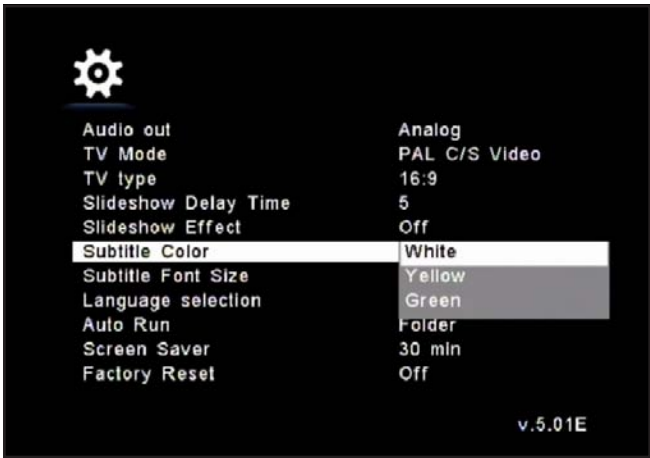 Audio out Analog
TV Mode PAL C/S Video
TV type 16:9
Slideshow Delay Time 5
Slideshow Effect Off
Subtitle Color White
Subtitle Font Size Yellow
Language selection Green
Auto Run Folder
Screen Saver 30 min
Factory Reset Off
v.5.01E